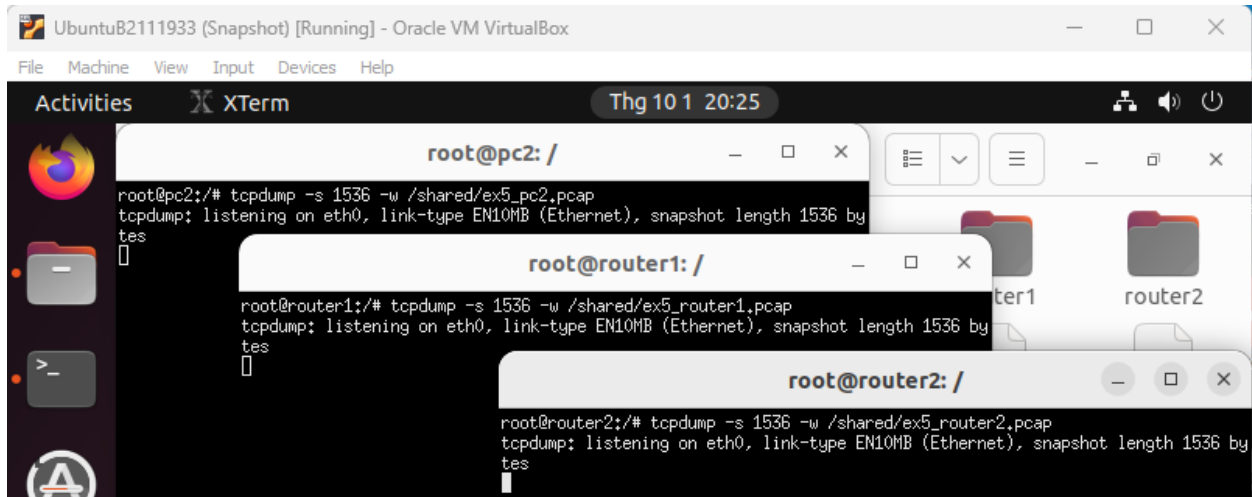 UbuntuB2111933 (Snapshot) [Running] - Oracle VM VirtualBox
File Machine View Input Devices Help
Activities XTerm Thg 10 1 20:25
root@pc2: /
root@pc2:/# tcpdump -s 1536 -w /shared/ex5_pc2.pcap
tcpdump: listening on eth0, link-type EN10MB (Ethernet), snapshot length 1536 by
tes
root@router1: /
root@router1:/# tcpdump -s 1536 -w /shared/ex5_router1.pcap
tcpdump: listening on eth0, link-type EN10MB (Ethernet), snapshot length 1536 by
tes
ter1
router2
root@router2: /
root@router2:/# tcpdump -s 1536 -w /shared/ex5_router2.pcap
tcpdump: listening on eth0, link-type EN10MB (Ethernet), snapshot length 1536 by
tes